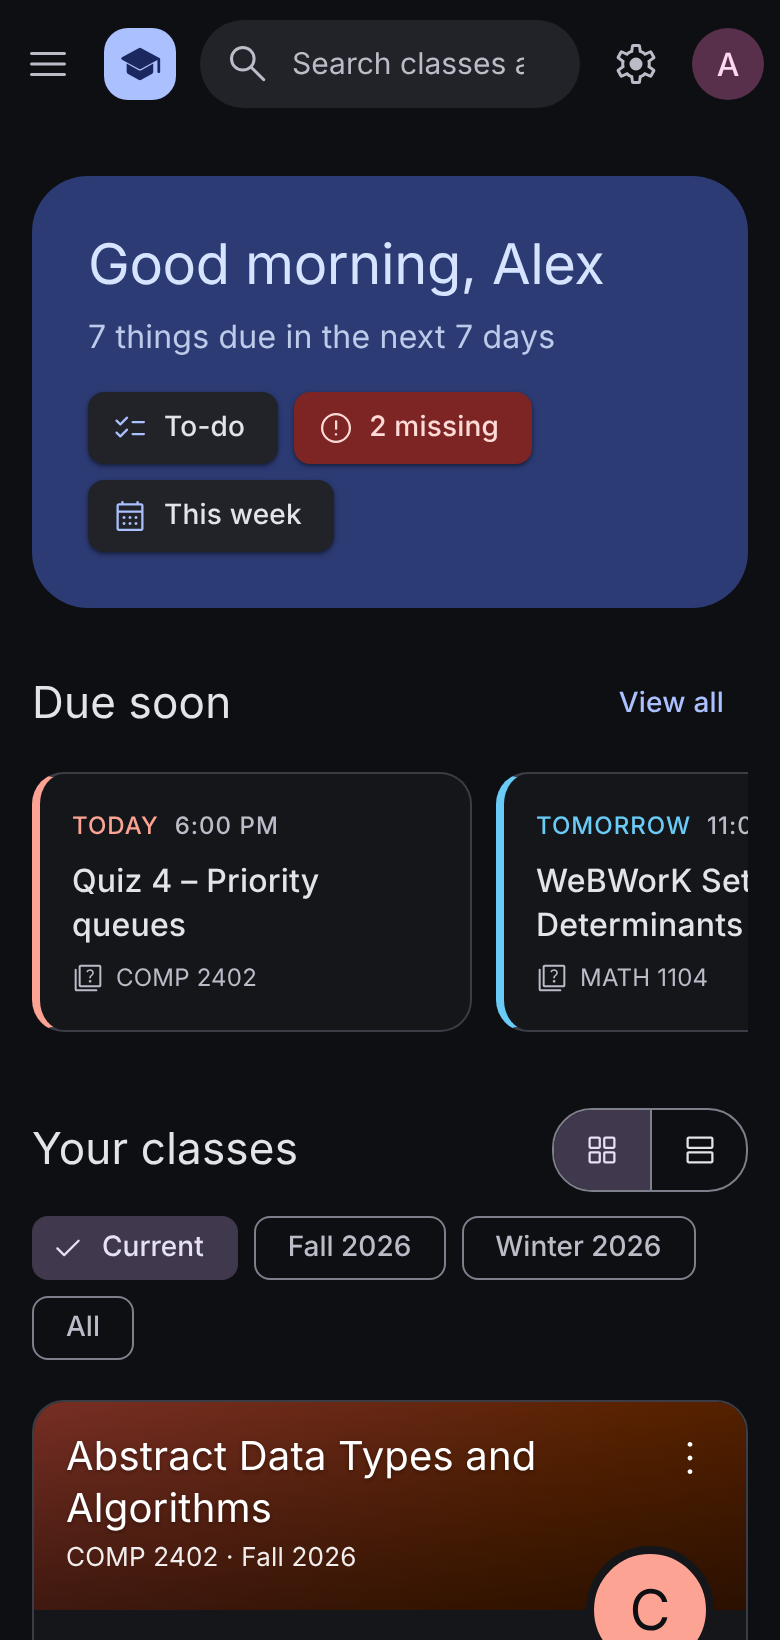 Search classes a
A
Good morning, Alex
7 things due in the next 7 days
To-do
2 missing
This week
Due soon
View all
TODAY 6:00 PM
Quiz 4 – Priority
queues
COMP 2402
TOMORROW 11:0
WeBWorK Set
Determinants
MATH 1104
Your classes
Current
Fall 2026
Winter 2026
All
Abstract Data Types and
Algorithms
COMP 2402 · Fall 2026
C